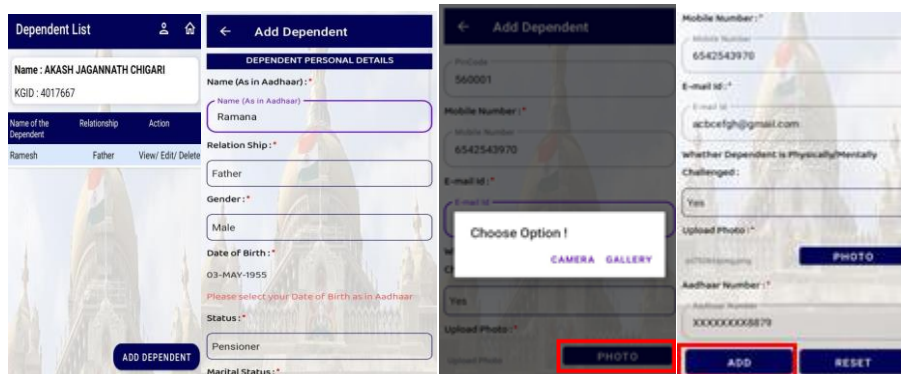 Dependent List
Name : AKASH JAGANNATH CHIGARI
KGID : 4017667
Name of the Dependent Relationship Action
Ramesh Father View/ Edit/ Delete
ADD DEPENDENT
← Add Dependent
DEPENDENT PERSONAL DETAILS
Name (As in Aadhaar) :*
Name (As in Aadhaar)
Ramana
Relation Ship :*
Father
Gender :*
Male
Date of Birth :*
03-MAY-1955
Please select your Date of Birth as in Aadhaar
Status :*
Pensioner
Marital Status :*
← Add Dependent
PinCode
560001
Mobile Number :*
Mobile Number
6542543970
E-mail Id :*
E-mail Id
Choose Option !
CAMERA GALLERY
Yes
Upload Photo :*
Upload Photo
PHOTO
Mobile Number :*
Mobile Number
6542543970
E-mail Id :*
E-mail Id
acbcefgh@gmail.com
whether Dependent is Physically/Mentally
Challenged :
Yes
Upload Photo :*
PHOTO
Aadhaar Number :*
Aadhaar Number
XXXXXXXX8879
ADD RESET